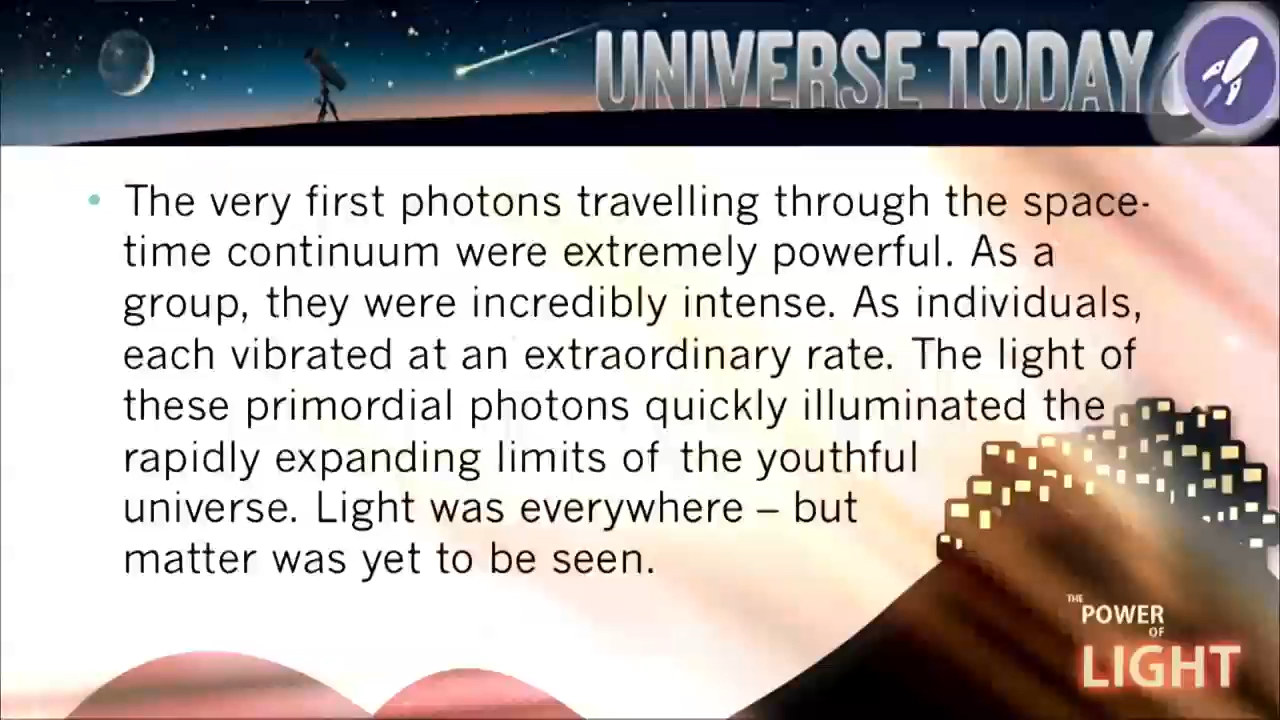 UNIVERSE TODAY
• The very first photons travelling through the space-
time continuum were extremely powerful. As a
group, they were incredibly intense. As individuals,
each vibrated at an extraordinary rate. The light of
these primordial photons quickly illuminated the
rapidly expanding limits of the youthful
universe. Light was everywhere – but
matter was yet to be seen.
THE
POWER
OF
LIGHT